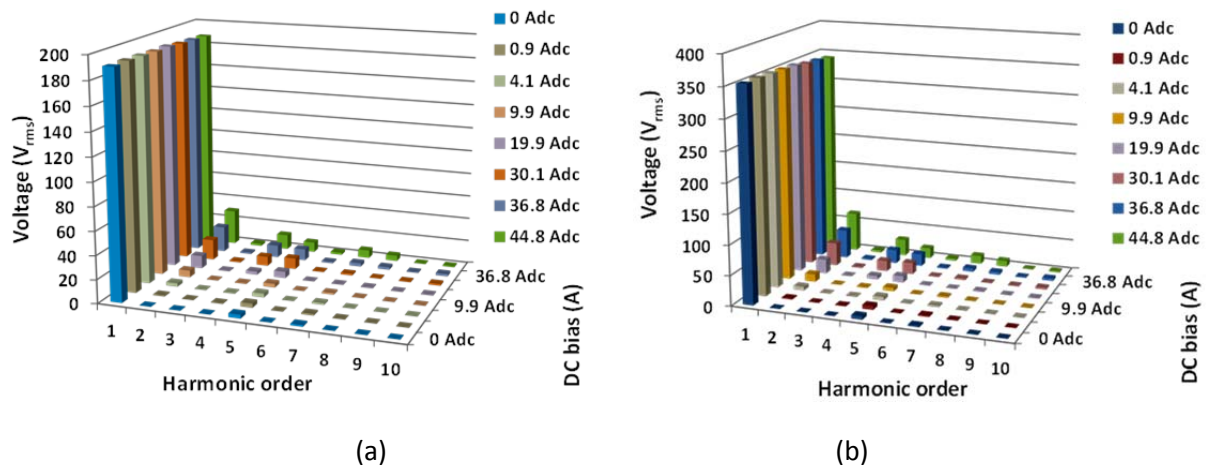 200
180
160
140
120
100
80
60
40
20
0
Voltage (Vrms)
1
2
3
4
5
6
7
8
9
10
Harmonic order
0 Adc
9.9 Adc
36.8 Adc
DC bias (A)
0 Adc
0.9 Adc
4.1 Adc
9.9 Adc
19.9 Adc
30.1 Adc
36.8 Adc
44.8 Adc
(a)
400
350
300
250
200
150
100
50
0
Voltage (Vrms)
1
2
3
4
5
6
7
8
9
10
Harmonic order
0 Adc
9.9 Adc
36.8 Adc
DC bias (A)
0 Adc
0.9 Adc
4.1 Adc
9.9 Adc
19.9 Adc
30.1 Adc
36.8 Adc
44.8 Adc
(b)